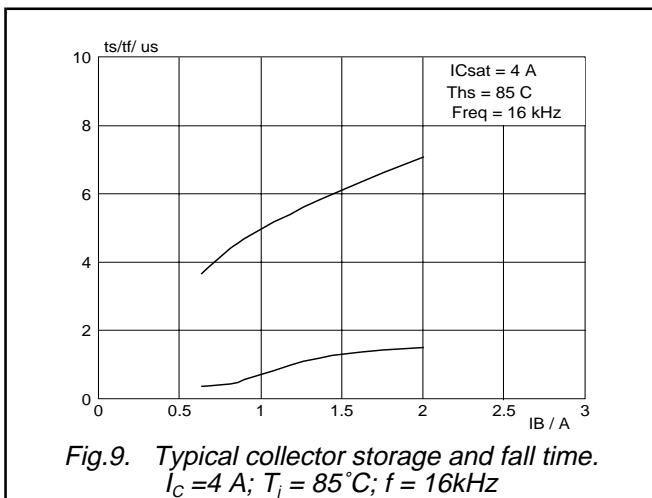 ts/tf/ us
10
ICsat = 4 A
Ths = 85 C
Freq = 16 kHz
8
6
4
2
0
0 0.5 1 1.5 2 2.5 3
IB / A
Fig.9. Typical collector storage and fall time.
IC =4 A; Tj = 85˚C; f = 16kHz